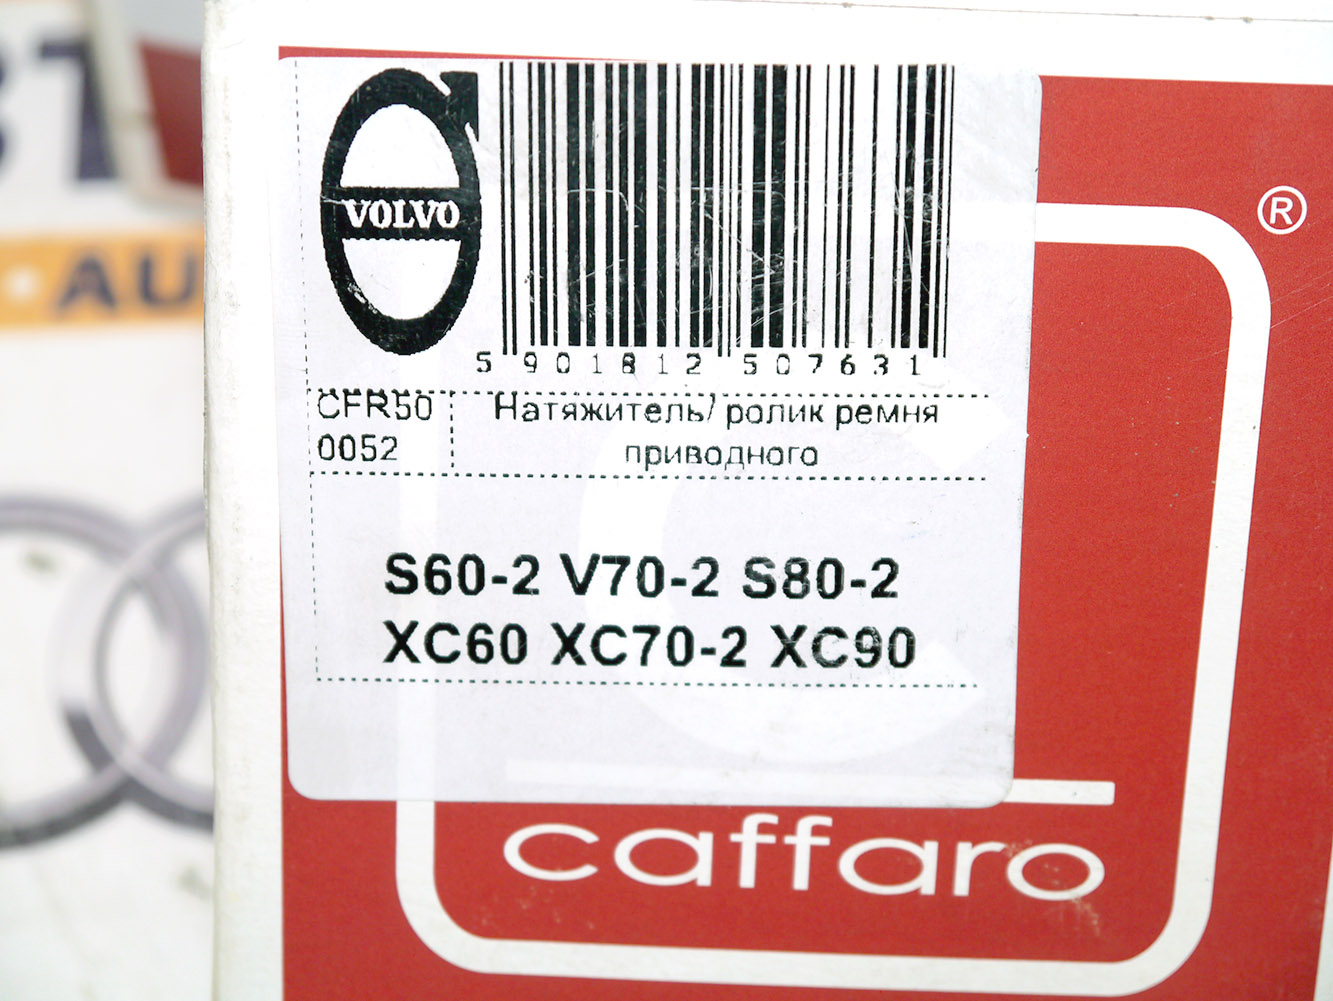 VOLVO
5 901812 507631
CFR50
0052
Натяжитель/ ролик ремня
приводного
S60-2 V70-2 S80-2
XC60 XC70-2 XC90
®
caffaro
AU